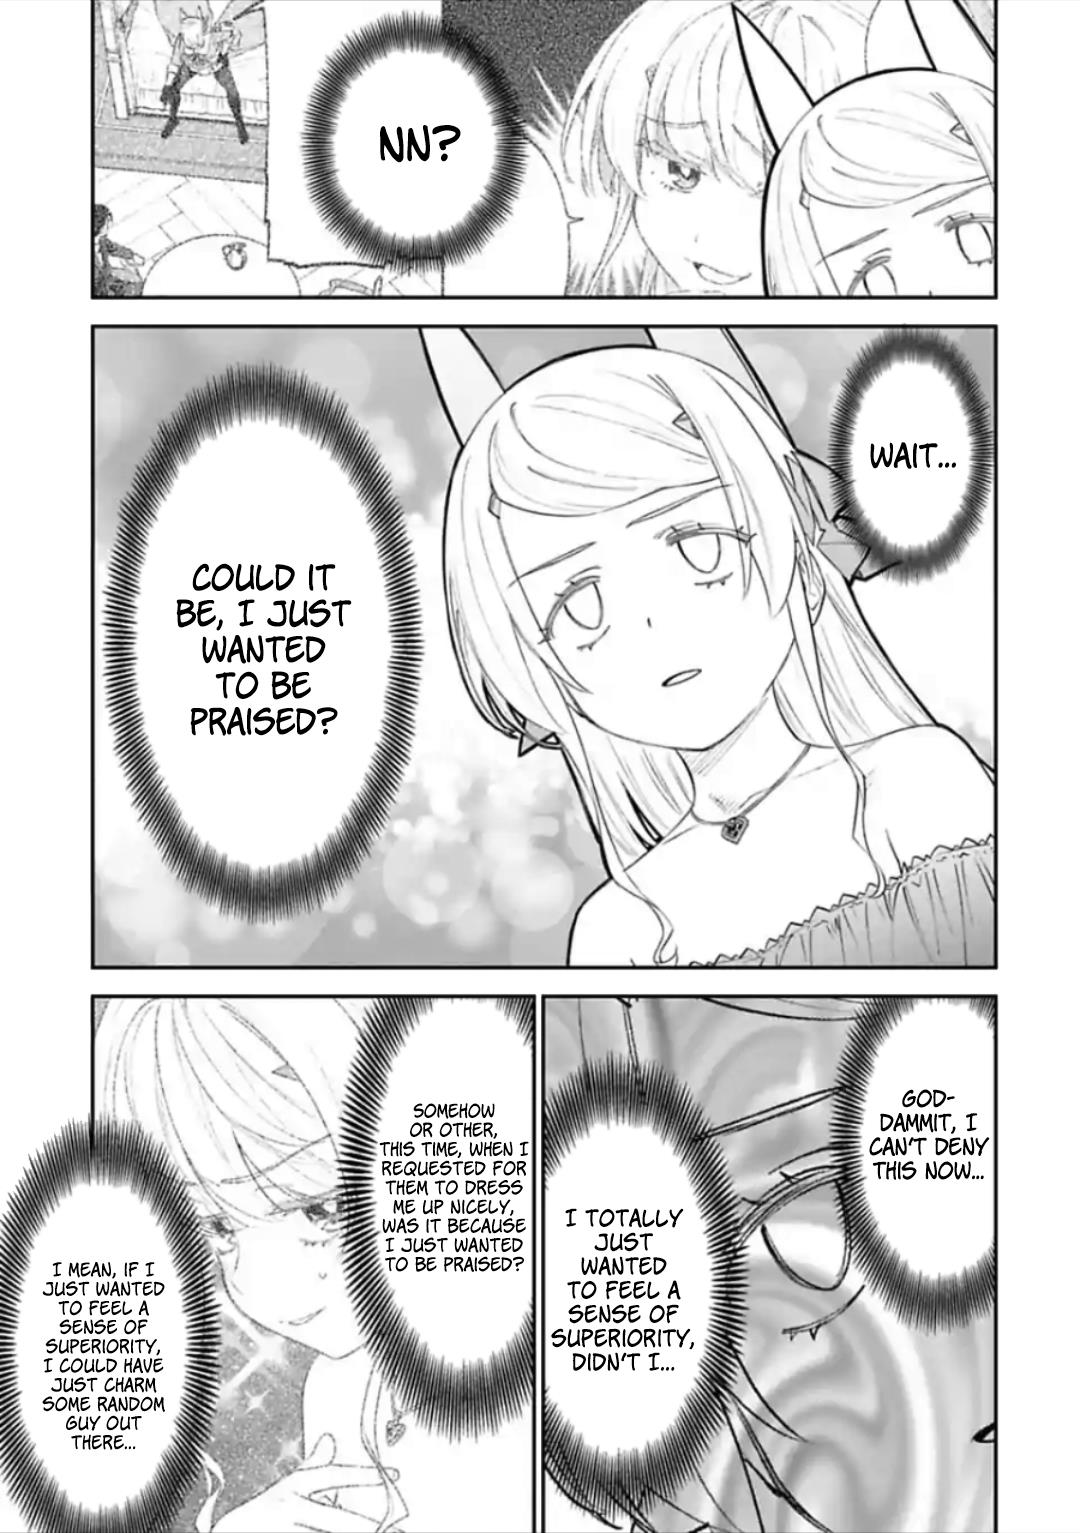 NN?
WAIT...
COULD IT
BE, I JUST
WANTED
TO BE
PRAISED?
GOD-
DAMMIT, I
CAN'T DENY
THIS NOW...
I TOTALLY
JUST
WANTED
TO FEEL A
SENSE OF
SUPERIORITY,
DIDN'T I...
SOMEHOW
OR OTHER,
THIS TIME, WHEN I
REQUESTED FOR
THEM TO DRESS
ME UP NICELY,
WAS IT BECAUSE
I JUST WANTED
TO BE PRAISED?
I MEAN, IF I
JUST WANTED
TO FEEL A
SENSE OF
SUPERIORITY,
I COULD HAVE
JUST CHARM
SOME RANDOM
GUY OUT
THERE...